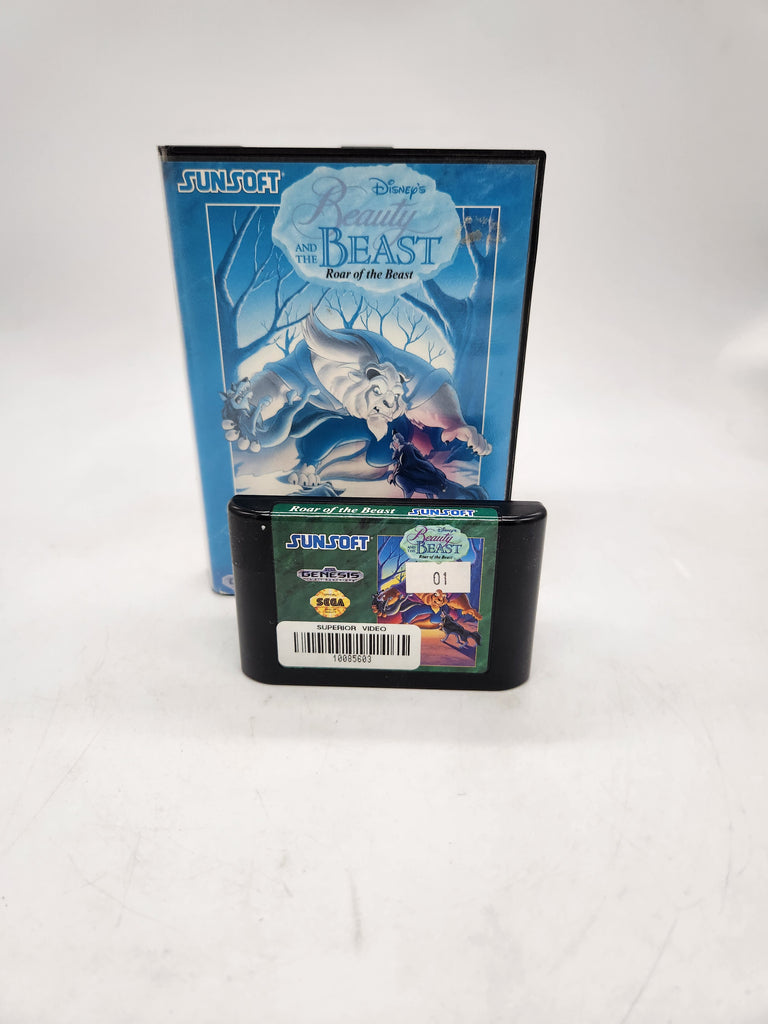 SUNSOFT
Disney's
Beauty
AND THE BEAST
Roar of the Beast
Roar of the Beast SUNSOFT
SUNSOFT
Disney's
Beauty
AND THE BEAST
Roar of the Beast
SEGA
GENESIS
01
SEGA
SUPERIOR VIDEO
10085603